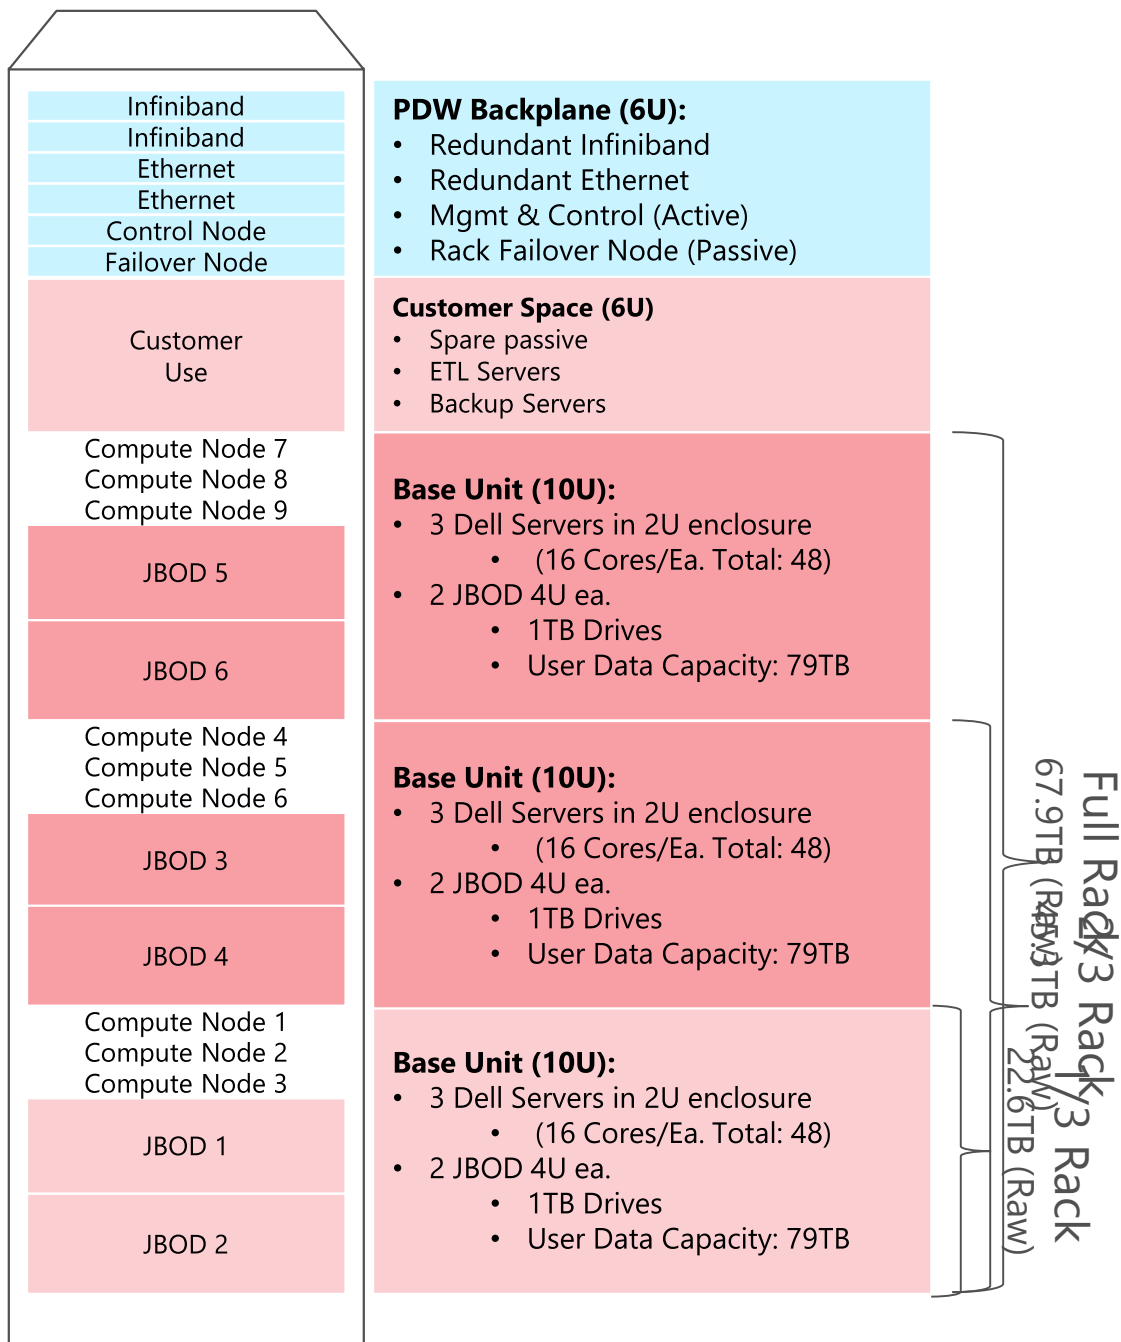 Infiniband
Infiniband
Ethernet
Ethernet
Control Node
Failover Node
Customer
Use
Compute Node 7
Compute Node 8
Compute Node 9
JBOD 5
JBOD 6
Compute Node 4
Compute Node 5
Compute Node 6
JBOD 3
JBOD 4
Compute Node 1
Compute Node 2
Compute Node 3
JBOD 1
JBOD 2
PDW Backplane (6U):
• Redundant Infiniband
• Redundant Ethernet
• Mgmt & Control (Active)
• Rack Failover Node (Passive)
Customer Space (6U)
• Spare passive
• ETL Servers
• Backup Servers
Base Unit (10U):
• 3 Dell Servers in 2U enclosure
• (16 Cores/Ea. Total: 48)
• 2 JBOD 4U ea.
• 1TB Drives
• User Data Capacity: 79TB
Base Unit (10U):
• 3 Dell Servers in 2U enclosure
• (16 Cores/Ea. Total: 48)
• 2 JBOD 4U ea.
• 1TB Drives
• User Data Capacity: 79TB
Base Unit (10U):
• 3 Dell Servers in 2U enclosure
• (16 Cores/Ea. Total: 48)
• 2 JBOD 4U ea.
• 1TB Drives
• User Data Capacity: 79TB
Full Rack
67.9TB (Raw)
2/3 Rack
45.3TB (Raw)
1/3 Rack
22.6TB (Raw)